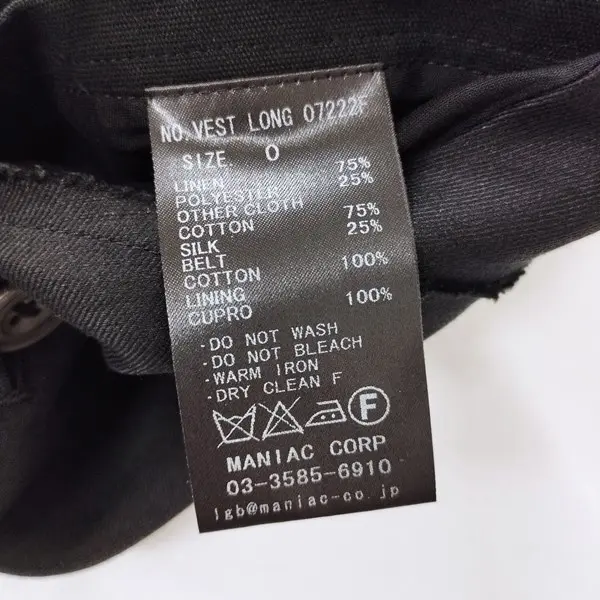 NO. VEST LONG 07222F
SIZE 0
LINEN 75%
POLYESTER 25%
OTHER CLOTH
COTTON 75%
SILK 25%
BELT
COTTON 100%
LINING
CUPRO 100%
·DO NOT WASH
·DO NOT BLEACH
·WARM IRON
·DRY CLEAN F
F
MANIAC CORP
03-3585-6910
lgb@maniac-co.jp